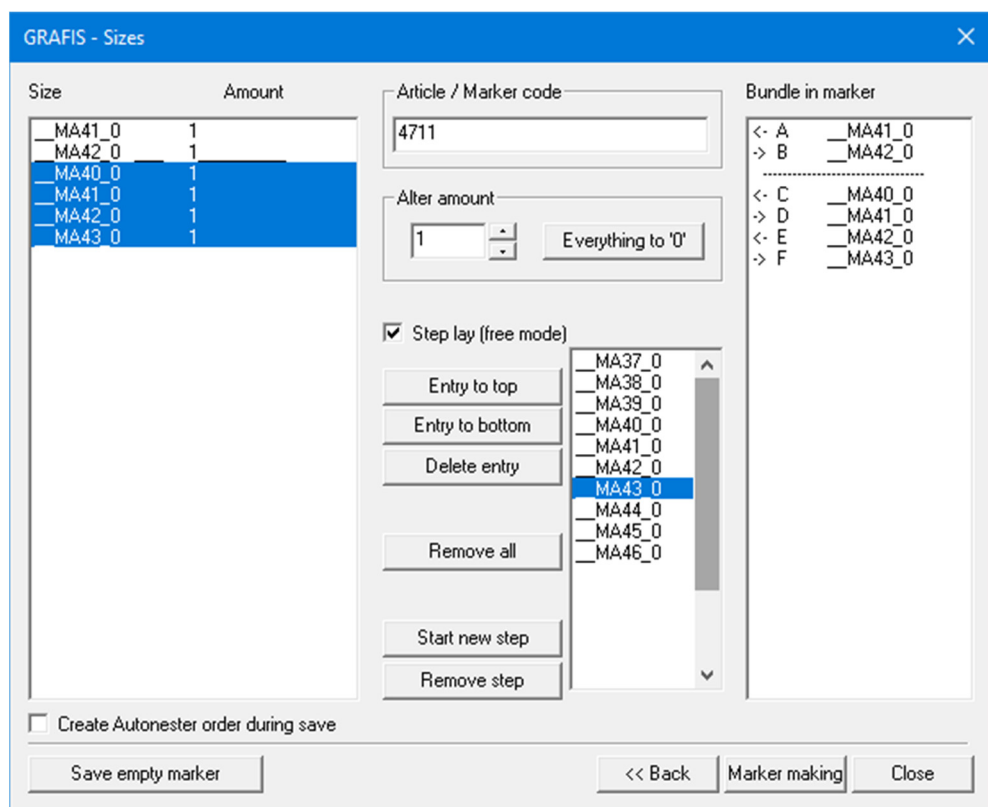 GRAFIS - Sizes
Size Amount
__MA41_0 1
__MA42_0 ___ 1_________
__MA40_0 1
__MA41_0 1
__MA42_0 1
__MA43_0 1
Article / Marker code
4711
Alter amount
1
Everything to '0'
Step lay (free mode)
Entry to top
Entry to bottom
Delete entry
Remove all
Start new step
Remove step
__MA37_0
__MA38_0
__MA39_0
__MA40_0
__MA41_0
__MA42_0
__MA43_0
__MA44_0
__MA45_0
__MA46_0
Bundle in marker
<- A __MA41_0
-> B __MA42_0
--------------------------------
<- C __MA40_0
-> D __MA41_0
<- E __MA42_0
-> F __MA43_0
Create Autonester order during save
Save empty marker
<< Back
Marker making
Close